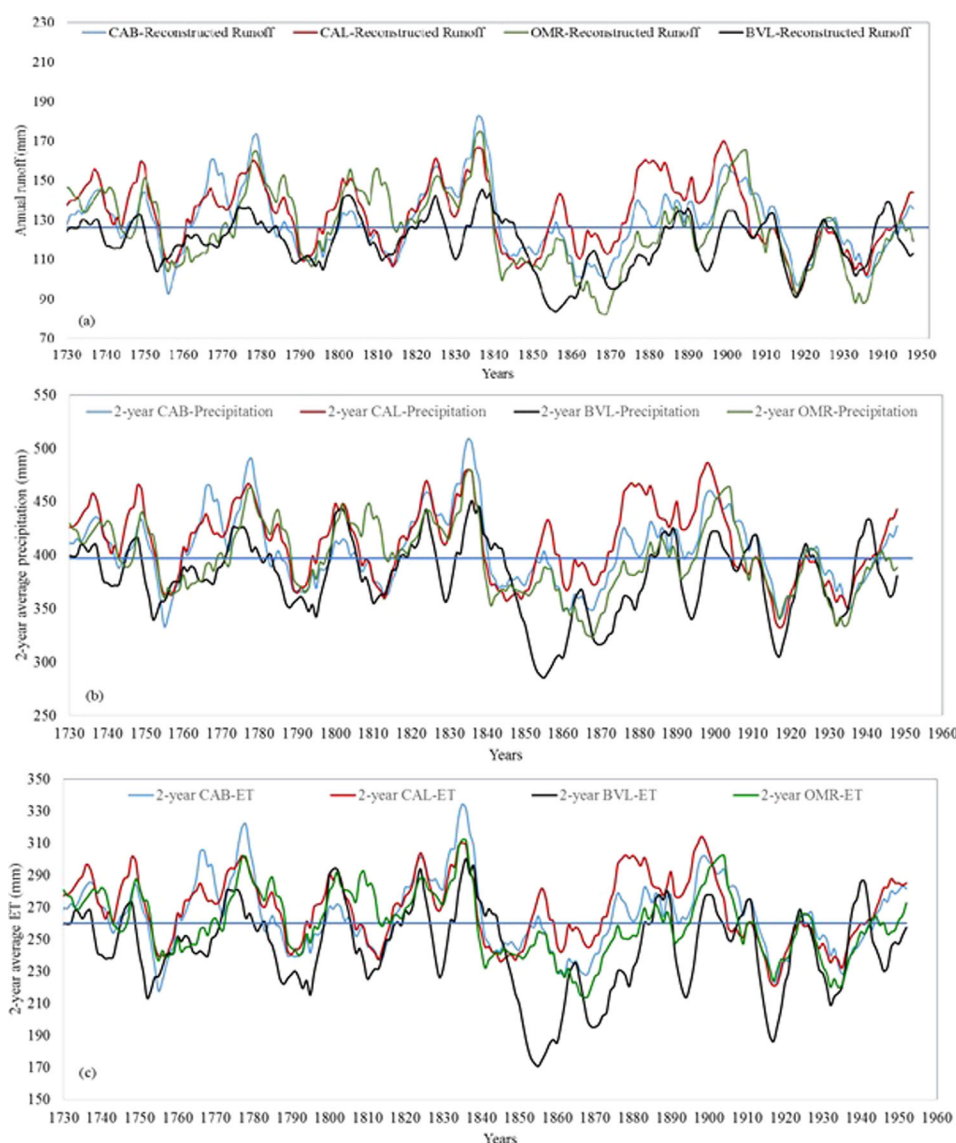 230
210
190
170
150
130
110
90
70
Annual runoff (mm)
CAB-Reconstructed Runoff CAL-Reconstructed Runoff OMR-Reconstructed Runoff BVL-Reconstructed Runoff
(a)
1730 1740 1750 1760 1770 1780 1790 1800 1810 1820 1830 1840 1850 1860 1870 1880 1890 1900 1910 1920 1930 1940 1950
Years
550
500
450
400
350
300
250
2-year average precipitation (mm)
2-year CAB-Precipitation 2-year CAL-Precipitation 2-year BVL-Precipitation 2-year OMR-Precipitation
(b)
1730 1740 1750 1760 1770 1780 1790 1800 1810 1820 1830 1840 1850 1860 1870 1880 1890 1900 1910 1920 1930 1940 1950 1960
Years
350
330
310
290
270
250
230
210
190
170
150
2-year average ET (mm)
2-year CAB-ET 2-year CAL-ET 2-year BVL-ET 2-year OMR-ET
(c)
1730 1740 1750 1760 1770 1780 1790 1800 1810 1820 1830 1840 1850 1860 1870 1880 1890 1900 1910 1920 1930 1940 1950 1960
Years